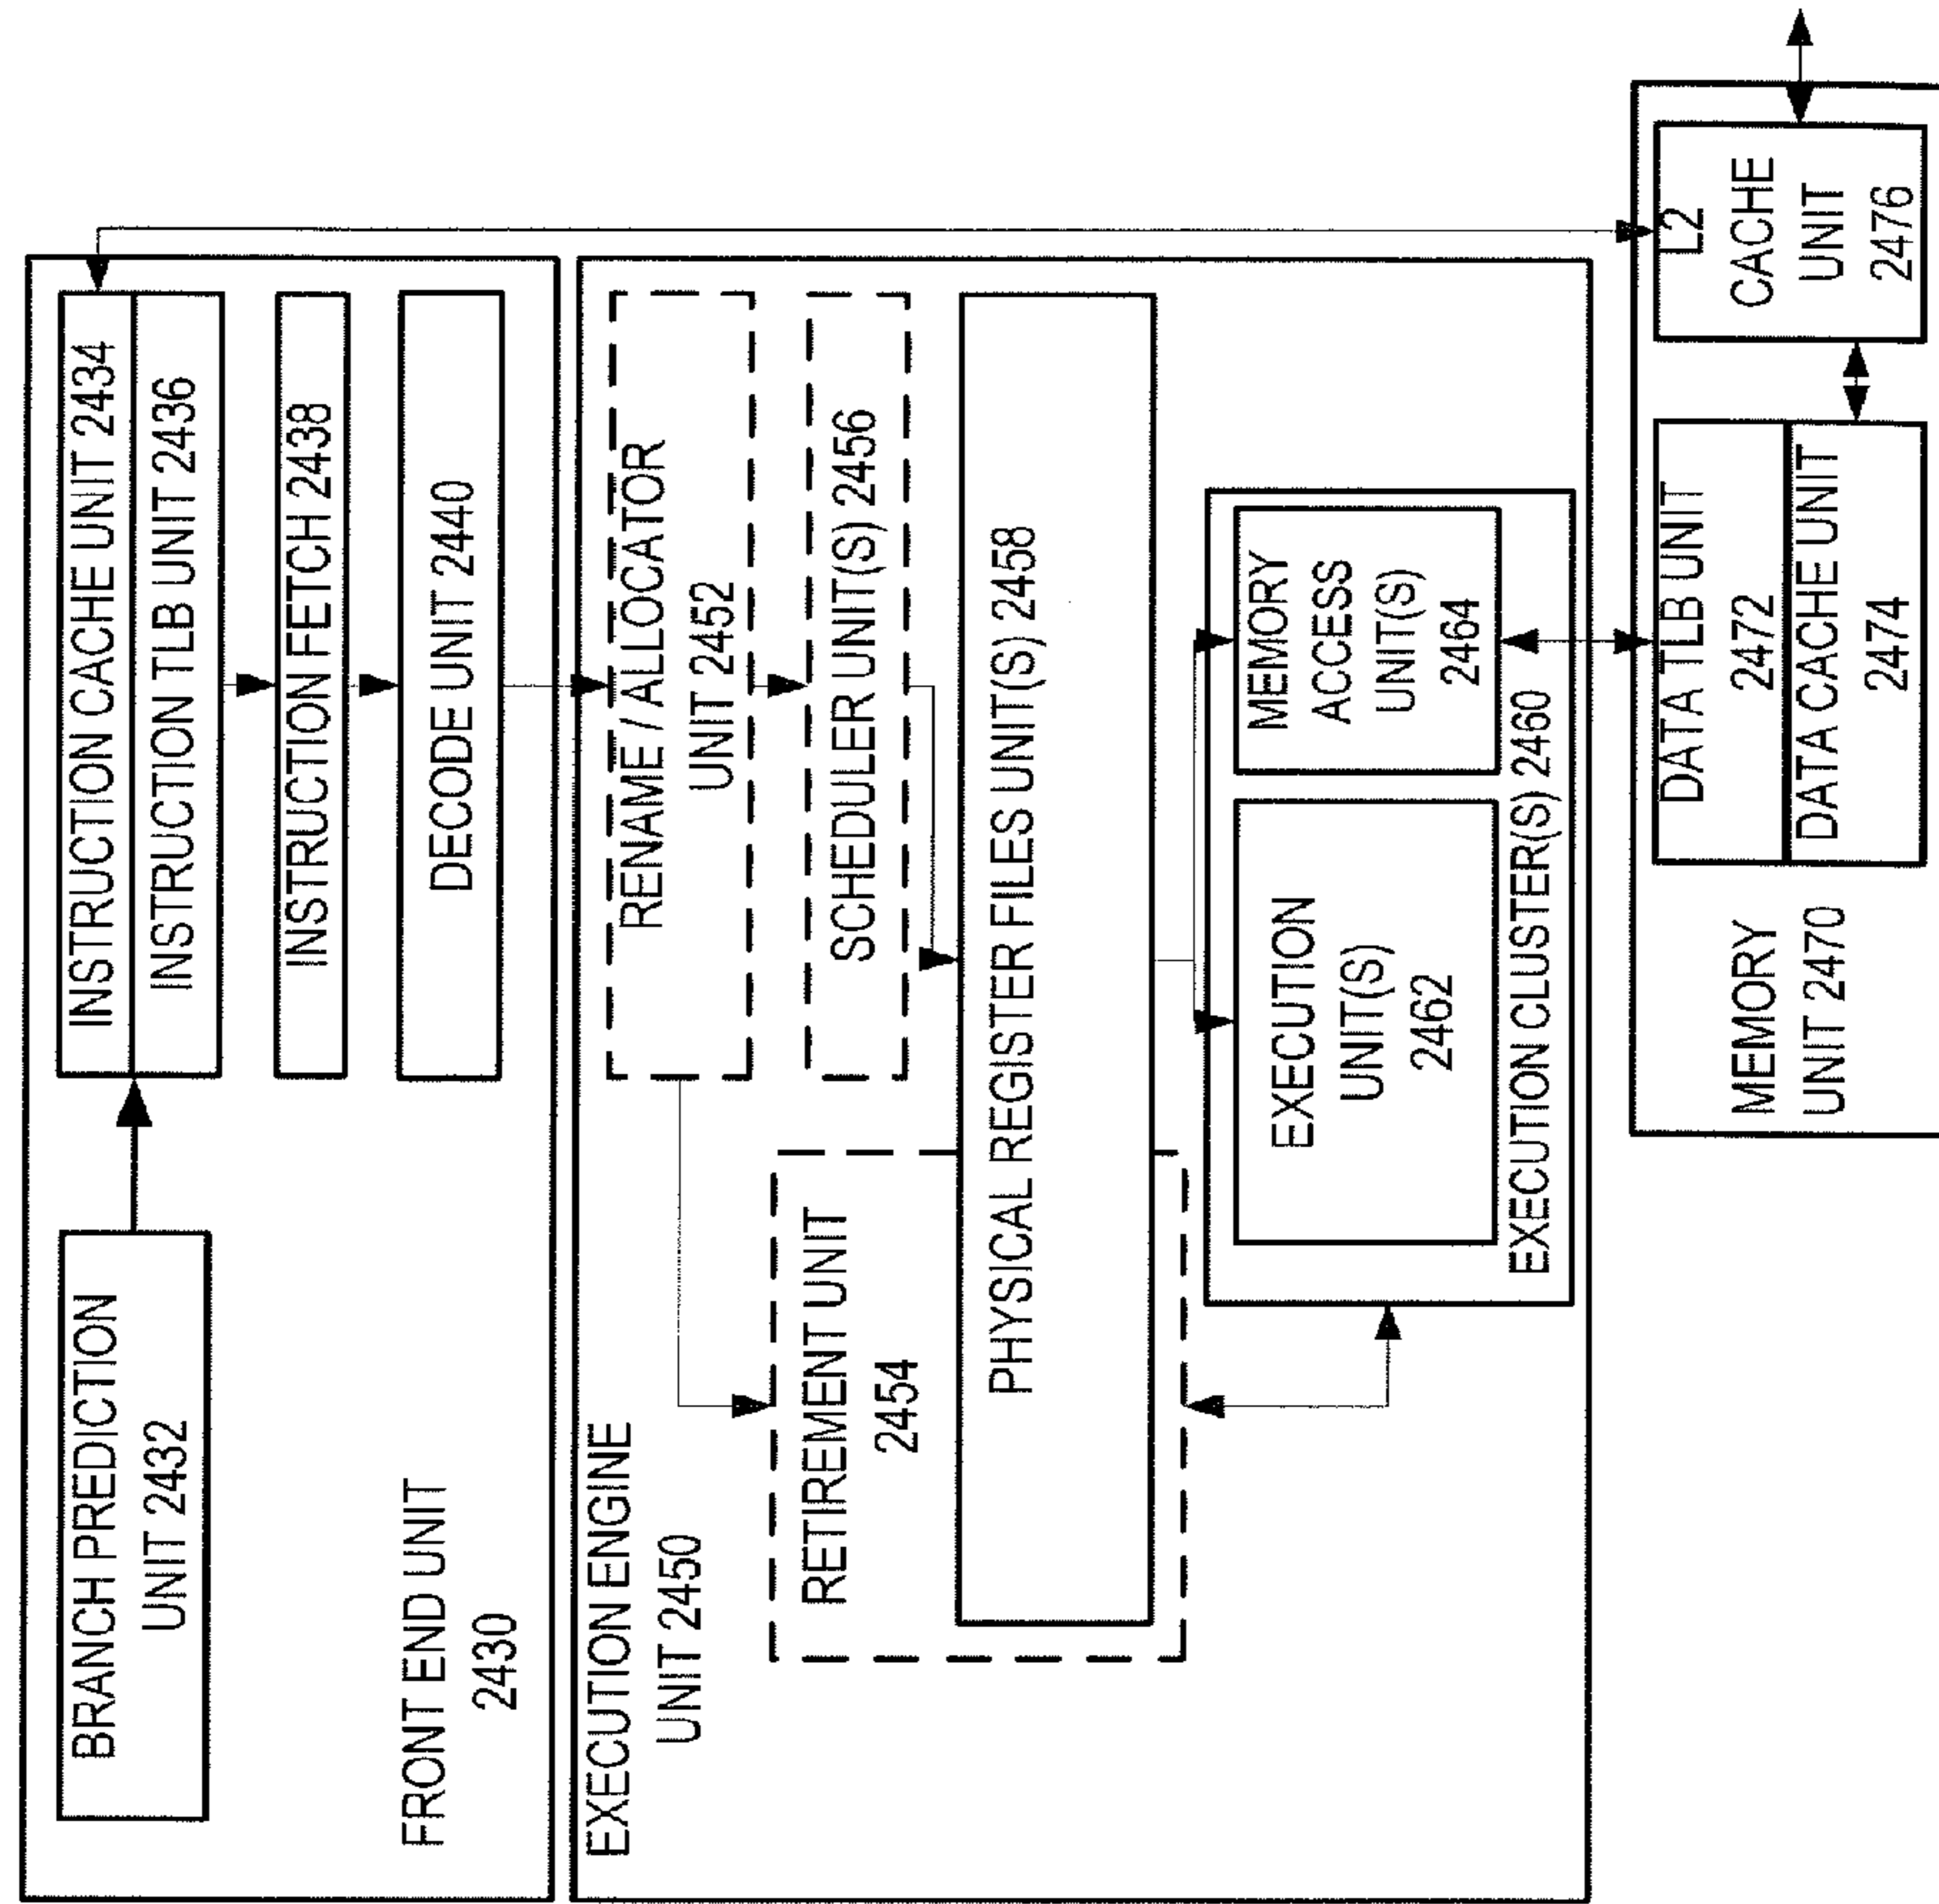 BRANCH PREDICTION
UNIT 2432
INSTRUCTION CACHE UNIT 2434
INSTRUCTION TLB UNIT 2436
INSTRUCTION FETCH 2438
DECODE UNIT 2440
FRONT END UNIT
2430
EXECUTION ENGINE
UNIT 2450
RENAME / ALLOCATOR
UNIT 2452
RETIREMENT UNIT
2454
SCHEDULER UNIT(S) 2456
PHYSICAL REGISTER FILES UNIT(S) 2458
EXECUTION
UNIT(S)
2462
MEMORY
ACCESS
UNIT(S)
2464
EXECUTION CLUSTER(S) 2460
MEMORY
UNIT 2470
DATA TLB UNIT
2472
DATA CACHE UNIT
2474
L2
CACHE
UNIT
2476